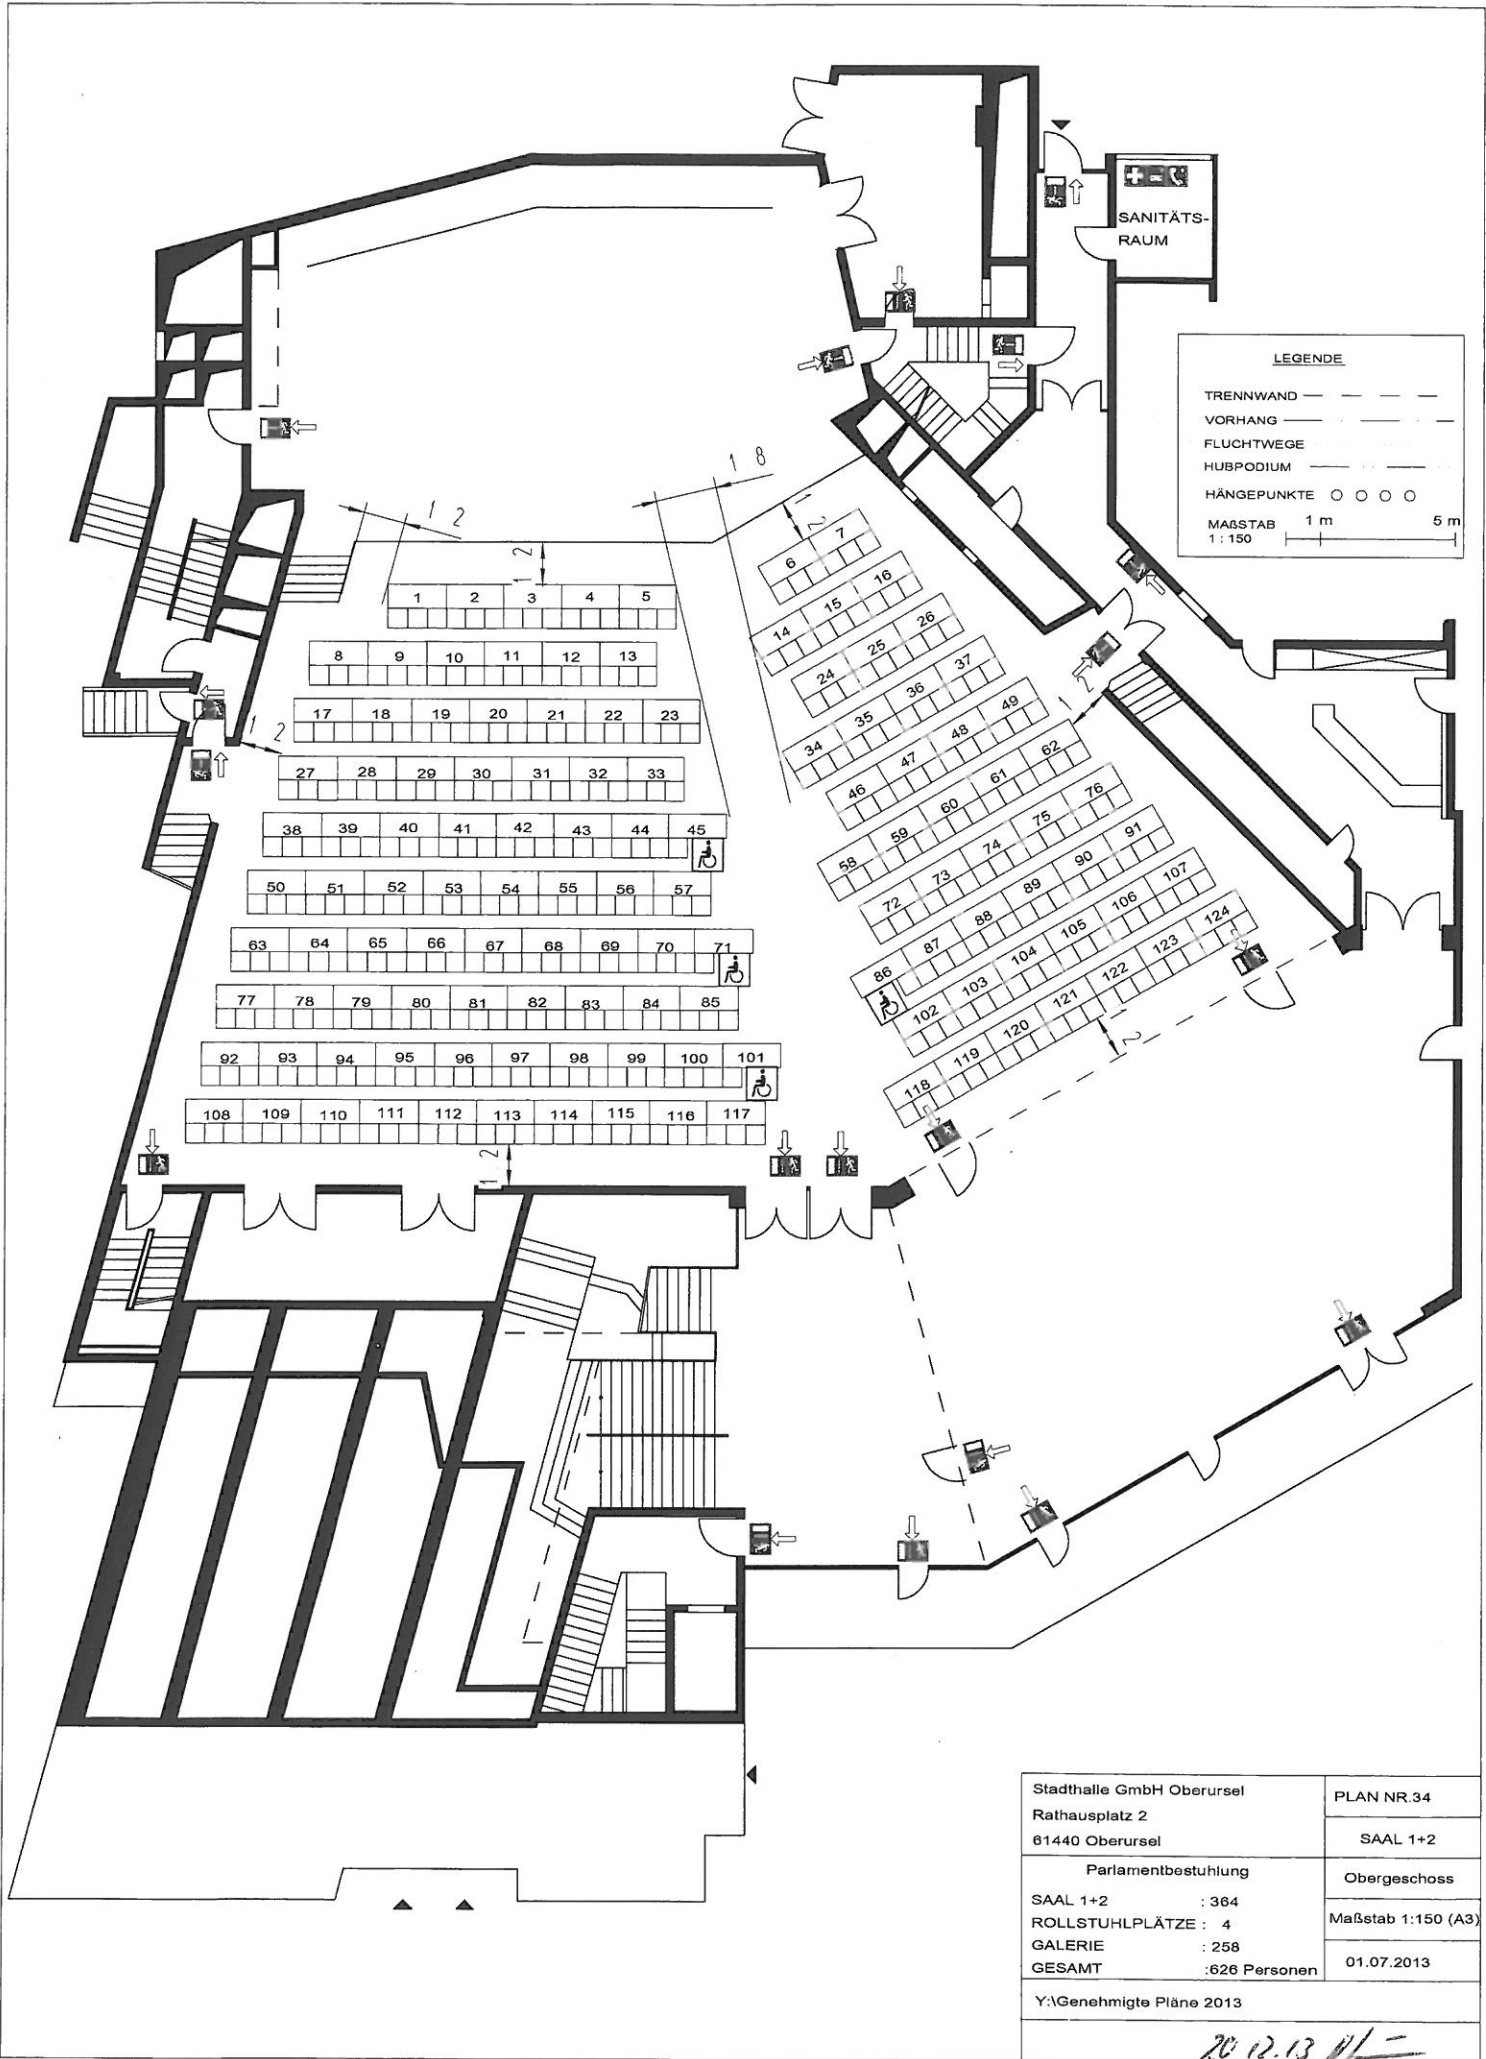 SANITÄTS-
RAUM
LEGENDE
TRENNWAND
VORHANG
FLUCHTWEGE
HUBPODIUM
HÄNGEPUNKTE
MAßSTAB 1 m 5 m
1 : 150
1 8
1 2
1 2
1 2
6 7
1 2 3 4 5
14 15 16
8 9 10 11 12 13
24 25 26
17 18 19 20 21 22 23
34 35 36 37
1 2
1 2
27 28 29 30 31 32 33
46 47 48 49
38 39 40 41 42 43 44 45
58 59 60 61 62
50 51 52 53 54 55 56 57
72 73 74 75 76
63 64 65 66 67 68 69 70 71
86 87 88 89 90 91
77 78 79 80 81 82 83 84 85
102 103 104 105 106 107
92 93 94 95 96 97 98 99 100 101
118 119 120 121 122 123 124
1 2
108 109 110 111 112 113 114 115 116 117
1 2
Stadthalle GmbH Oberursel
Rathausplatz 2
61440 Oberursel
PLAN NR.34
SAAL 1+2
Parlamentbestuhlung
SAAL 1+2 : 364
ROLLSTUHLPLÄTZE : 4
GALERIE : 258
GESAMT :626 Personen
Obergeschoss
Maßstab 1:150 (A3)
01.07.2013
Y:\Genehmigte Pläne 2013
20.12.13